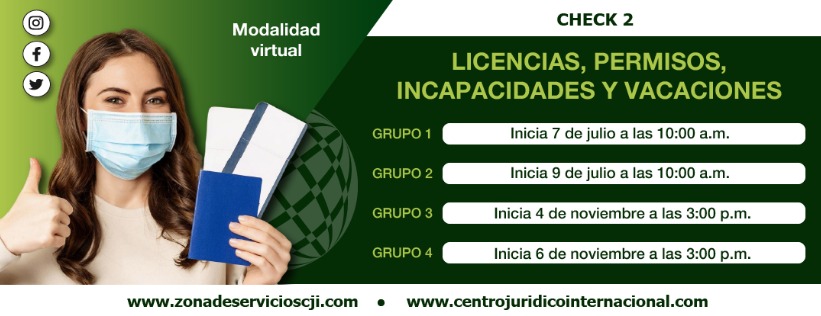 Modalidad
virtual
CHECK 2
LICENCIAS, PERMISOS,
INCAPACIDADES Y VACACIONES
GRUPO 1 Inicia 7 de julio a las 10:00 a.m.
GRUPO 2 Inicia 9 de julio a las 10:00 a.m.
GRUPO 3 Inicia 4 de noviembre a las 3:00 p.m.
GRUPO 4 Inicia 6 de noviembre a las 3:00 p.m.
www.zonadeservicioscji.com • www.centrojuridicointernacional.com